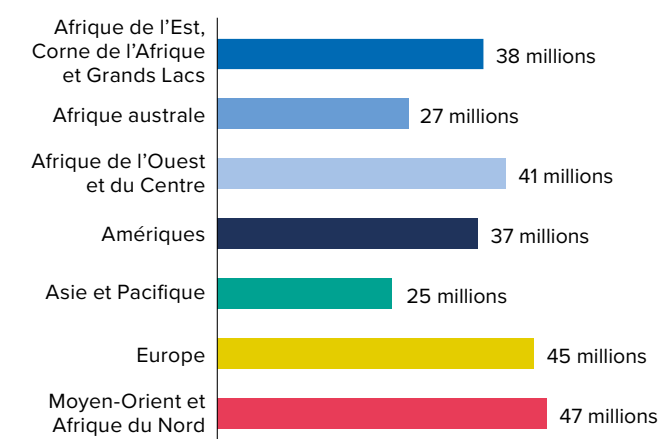 Afrique de l’Est,
Corne de l’Afrique
et Grands Lacs
38 millions
Afrique australe
27 millions
Afrique de l’Ouest
et du Centre
41 millions
Amériques
37 millions
Asie et Pacifique
25 millions
Europe
45 millions
Moyen-Orient et
Afrique du Nord
47 millions